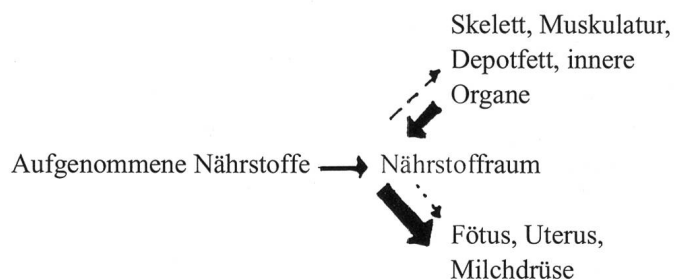 Skelett, Muskulatur,
Depotfett, innere
Organe
Aufgenommene Nährstoffe
Nährstoffraum
Fötus, Uterus,
Milchdrüse